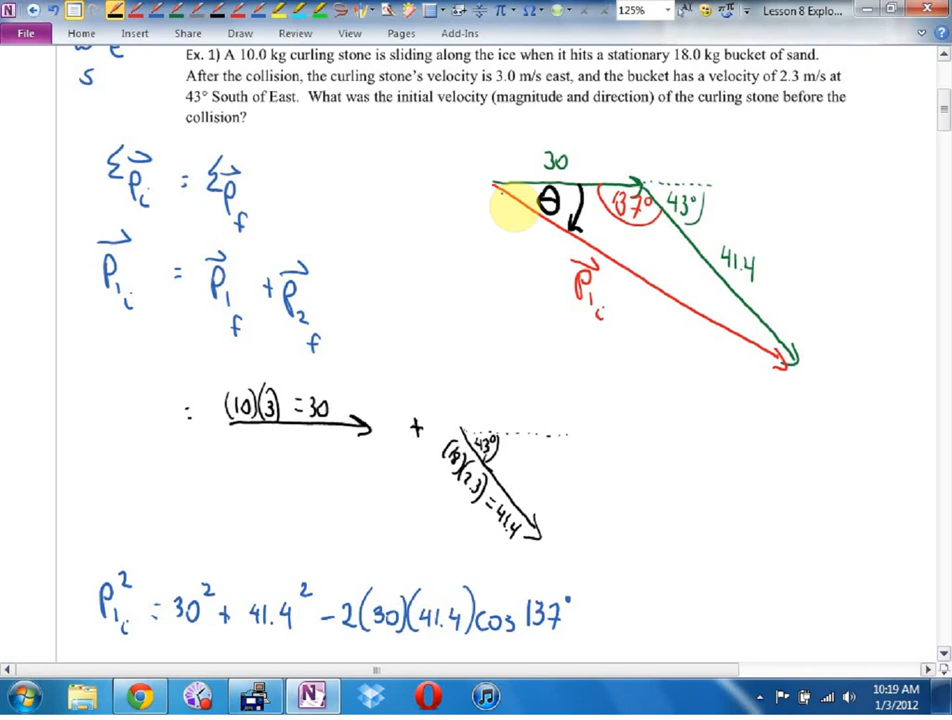 125%
Lesson 8 Explo...
File Home Insert Share Draw Review View Pages Add-Ins
w e
s
Ex. 1) A 10.0 kg curling stone is sliding along the ice when it hits a stationary 18.0 kg bucket of sand.
After the collision, the curling stone's velocity is 3.0 m/s east, and the bucket has a velocity of 2.3 m/s at
43° South of East. What was the initial velocity (magnitude and direction) of the curling stone before the
collision?
Σp⃗i = Σp⃗f
30
θ 137° 43°
41.4
P⃗1i
P⃗1i = P⃗1f + P⃗2f
= (10)(3) = 30 +
43°
(18)(2.3) = 41.4
P1i² = 30² + 41.4² - 2(30)(41.4)cos 137°
10:19 AM
1/3/2012